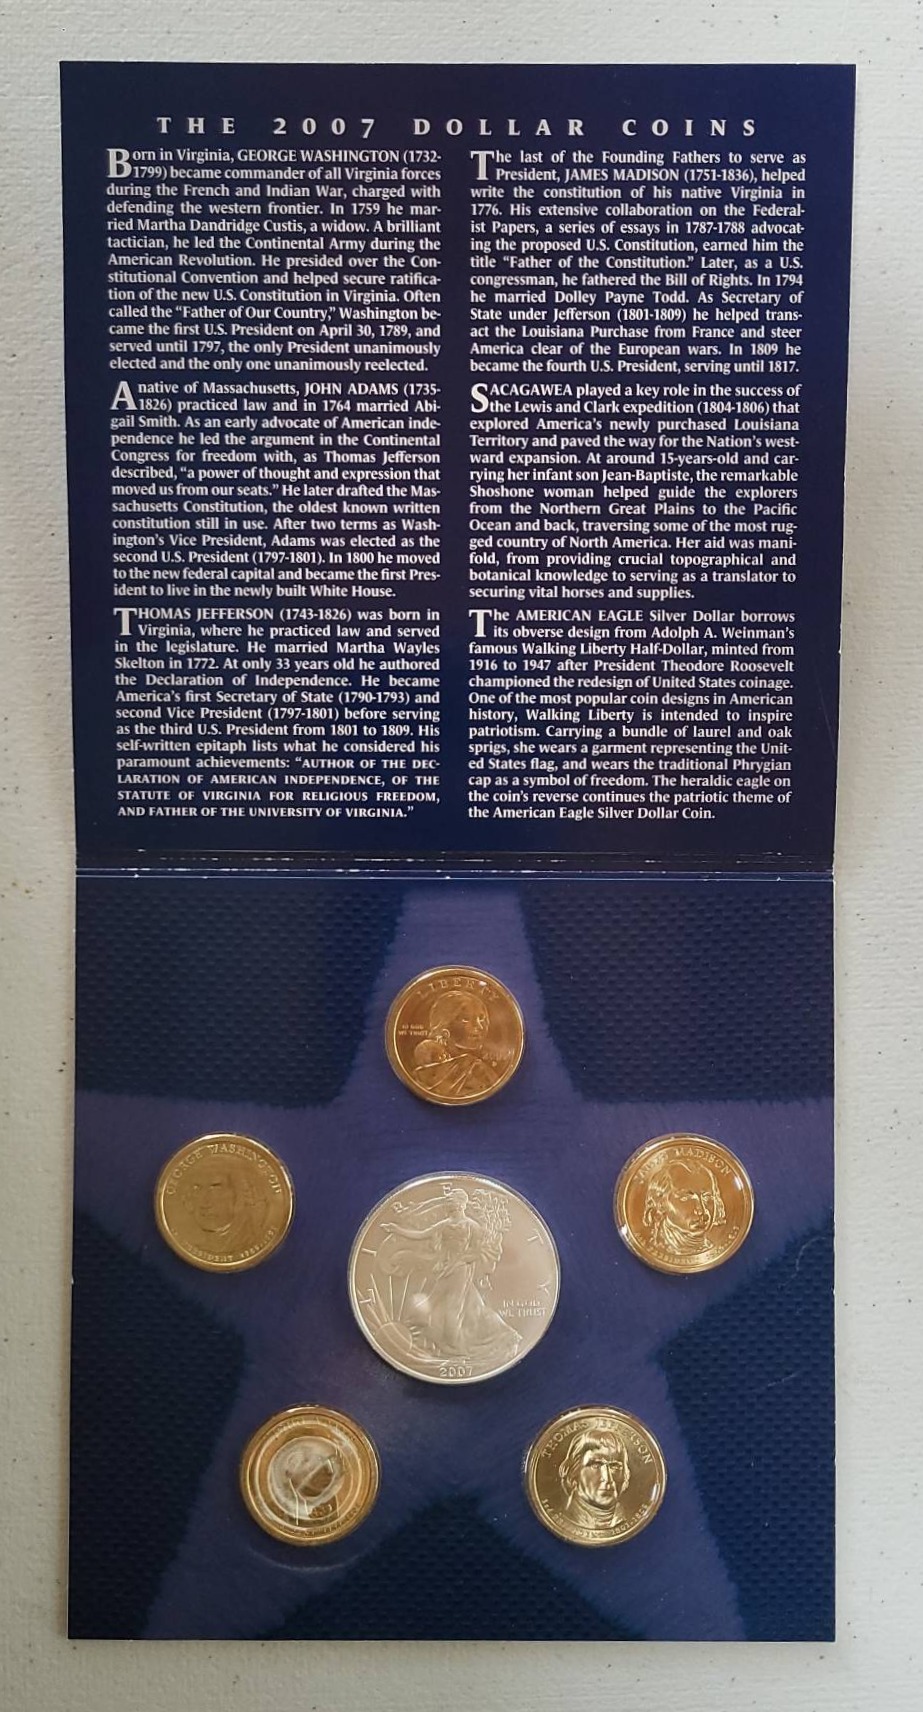 THE 2007 DOLLAR COINS
Born in Virginia, GEORGE WASHINGTON (1732-
1799) became commander of all Virginia forces
during the French and Indian War, charged with
defending the western frontier. In 1759 he mar-
ried Martha Dandridge Custis, a widow. A brilliant
tactician, he led the Continental Army during the
American Revolution. He presided over the Con-
stitutional Convention and helped secure ratifica-
tion of the new U.S. Constitution in Virginia. Often
called the “Father of Our Country,” Washington be-
came the first U.S. President on April 30, 1789, and
served until 1797, the only President unanimously
elected and the only one unanimously reelected.
A native of Massachusetts, JOHN ADAMS (1735-
1826) practiced law and in 1764 married Abi-
gail Smith. As an early advocate of American inde-
pendence he led the argument in the Continental
Congress for freedom with, as Thomas Jefferson
described, “a power of thought and expression that
moved us from our seats.” He later drafted the Mas-
sachusetts Constitution, the oldest known written
constitution still in use. After two terms as Wash-
ington's Vice President, Adams was elected as the
second U.S. President (1797-1801). In 1800 he moved
to the new federal capital and became the first Pres-
ident to live in the newly built White House.
THOMAS JEFFERSON (1743-1826) was born in
Virginia, where he practiced law and served
in the legislature. He married Martha Wayles
Skelton in 1772. At only 33 years old he authored
the Declaration of Independence. He became
America's first Secretary of State (1790-1793) and
second Vice President (1797-1801) before serving
as the third U.S. President from 1801 to 1809. His
self-written epitaph lists what he considered his
paramount achievements: “AUTHOR OF THE DEC-
LARATION OF AMERICAN INDEPENDENCE, OF THE
STATUTE OF VIRGINIA FOR RELIGIOUS FREEDOM,
AND FATHER OF THE UNIVERSITY OF VIRGINIA.”
The last of the Founding Fathers to serve as
President, JAMES MADISON (1751-1836), helped
write the constitution of his native Virginia in
1776. His extensive collaboration on the Federal-
ist Papers, a series of essays in 1787-1788 advocat-
ing the proposed U.S. Constitution, earned him the
title “Father of the Constitution.” Later, as a U.S.
congressman, he fathered the Bill of Rights. In 1794
he married Dolley Payne Todd. As Secretary of
State under Jefferson (1801-1809) he helped trans-
act the Louisiana Purchase from France and steer
America clear of the European wars. In 1809 he
became the fourth U.S. President, serving until 1817.
SACAGAWEA played a key role in the success of
the Lewis and Clark expedition (1804-1806) that
explored America's newly purchased Louisiana
Territory and paved the way for the Nation's west-
ward expansion. At around 15-years-old and car-
rying her infant son Jean-Baptiste, the remarkable
Shoshone woman helped guide the explorers
from the Northern Great Plains to the Pacific
Ocean and back, traversing some of the most rug-
ged country of North America. Her aid was mani-
fold, from providing crucial topographical and
botanical knowledge to serving as a translator to
securing vital horses and supplies.
The AMERICAN EAGLE Silver Dollar borrows
its obverse design from Adolph A. Weinman's
famous Walking Liberty Half-Dollar, minted from
1916 to 1947 after President Theodore Roosevelt
championed the redesign of United States coinage.
One of the most popular coin designs in American
history, Walking Liberty is intended to inspire
patriotism. Carrying a bundle of laurel and oak
sprigs, she wears a garment representing the Unit-
ed States flag, and wears the traditional Phrygian
cap as a symbol of freedom. The heraldic eagle on
the coin's reverse continues the patriotic theme of
the American Eagle Silver Dollar Coin.
LIBERTY
IN GOD
WE TRUST
GEORGE WASHINGTON
PRESIDENT
MADISON
LIBERTY
IN GOD
WE TRUST
2007
THOMAS JEFFERSON